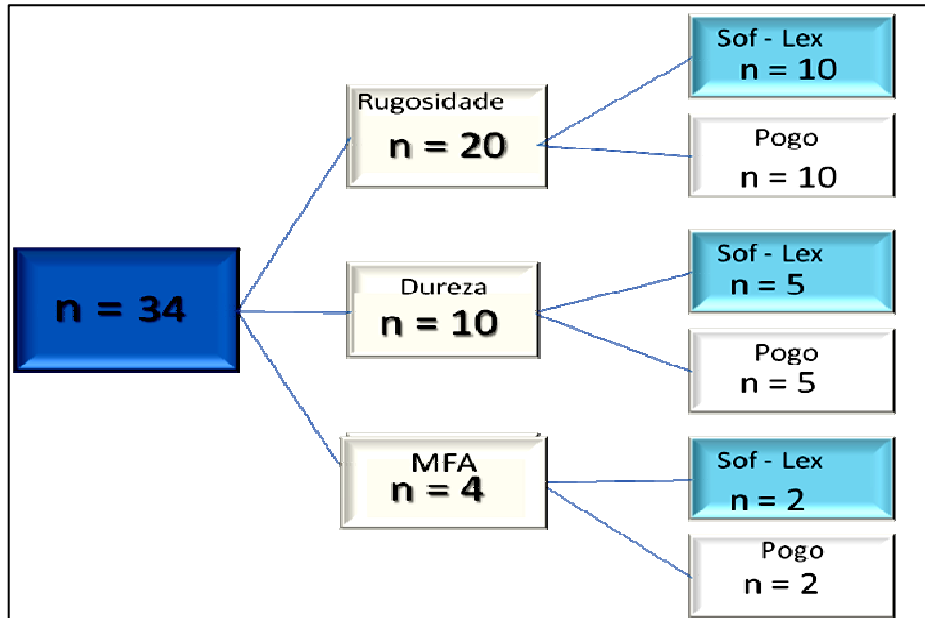 n = 34
Rugosidade
n = 20
Sof - Lex
n = 10
Pogo
n = 10
Dureza
n = 10
Sof - Lex
n = 5
Pogo
n = 5
MFA
n = 4
Sof - Lex
n = 2
Pogo
n = 2